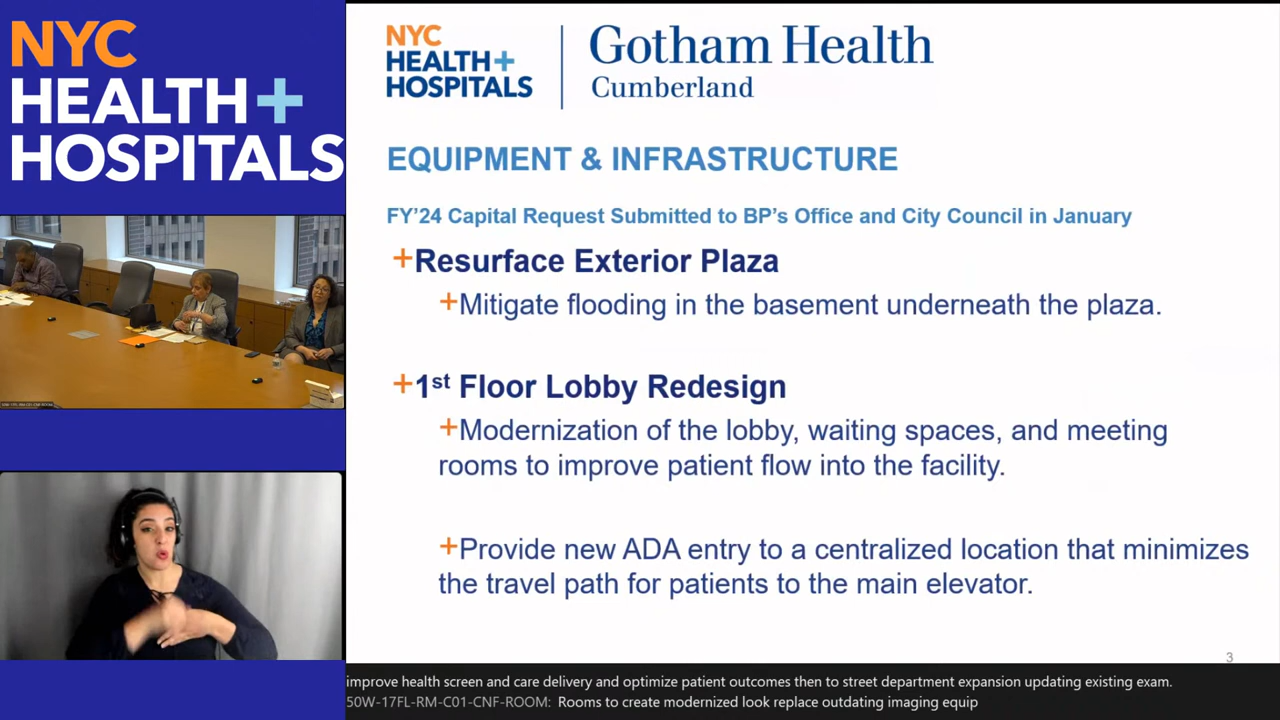 NYC
HEALTH+
HOSPITALS
NYC
HEALTH+
HOSPITALS
Gotham Health
Cumberland
EQUIPMENT & INFRASTRUCTURE
FY’24 Capital Request Submitted to BP’s Office and City Council in January
+Resurface Exterior Plaza
+Mitigate flooding in the basement underneath the plaza.
+1st Floor Lobby Redesign
+Modernization of the lobby, waiting spaces, and meeting
rooms to improve patient flow into the facility.
+Provide new ADA entry to a centralized location that minimizes
the travel path for patients to the main elevator.
3
improve health screen and care delivery and optimize patient outcomes then to street department expansion updating existing exam.
50W-17FL-RM-C01-CNF-ROOM: Rooms to create modernized look replace outdating imaging equip